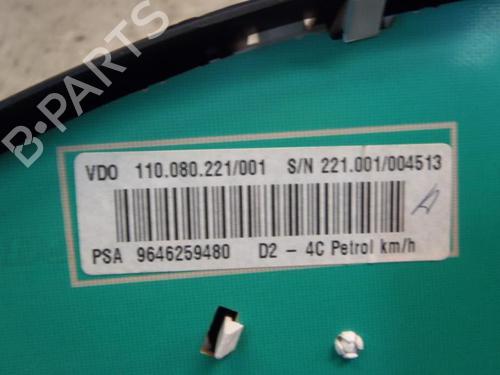 B-PARTS
VDO 110.080.221/001 S/N 221.001/004513
A
PSA 9646259480 D2 - 4C Petrol km/h